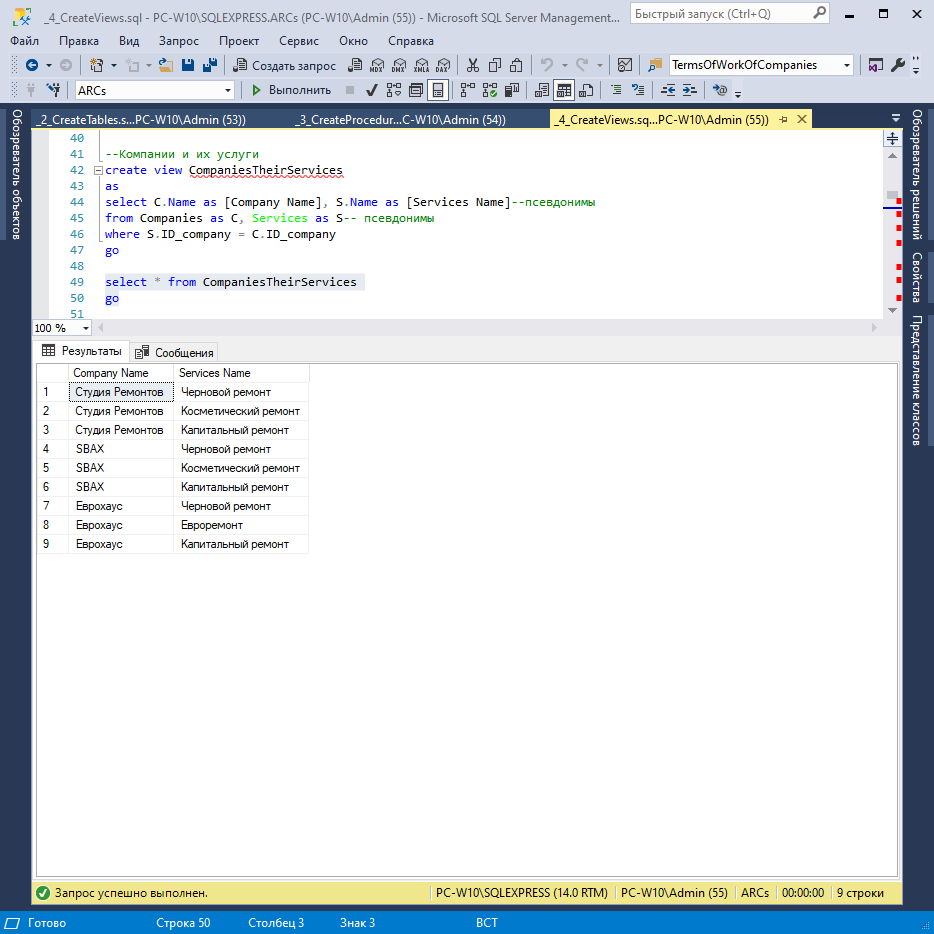 _4_CreateViews.sql - PC-W10\SQLEXPRESS.ARCs (PC-W10\Admin (55)) - Microsoft SQL Server Management...
Быстрый запуск (Ctrl+Q)
Файл Правка Вид Запрос Проект Сервис Окно Справка
Создать запрос MDX DMX XMLA DAX TermsOfWorkOfCompanies
ARCs Выполнить
Обозреватель объектов
_2_CreateTables.s...PC-W10\Admin (53)) _3_CreateProcedur...C-W10\Admin (54)) _4_CreateViews.sq...PC-W10\Admin (55))
40
41 --Компании и их услуги
42 create view CompaniesTheirServices
43 as
44 select C.Name as [Company Name], S.Name as [Services Name]--псевдонимы
45 from Companies as C, Services as S-- псевдонимы
46 where S.ID_company = C.ID_company
47 go
48
49 select * from CompaniesTheirServices
50 go
51
100 %
Обозреватель решений
Свойства
Представление классов
Результаты Сообщения
Company Name Services Name
1 Студия Ремонтов Черновой ремонт
2 Студия Ремонтов Косметический ремонт
3 Студия Ремонтов Капитальный ремонт
4 SBAX Черновой ремонт
5 SBAX Косметический ремонт
6 SBAX Капитальный ремонт
7 Еврохаус Черновой ремонт
8 Еврохаус Евроремонт
9 Еврохаус Капитальный ремонт
Запрос успешно выполнен. PC-W10\SQLEXPRESS (14.0 RTM) PC-W10\Admin (55) ARCs 00:00:00 9 строки
Готово Строка 50 Столбец 3 Знак 3 ВСТ